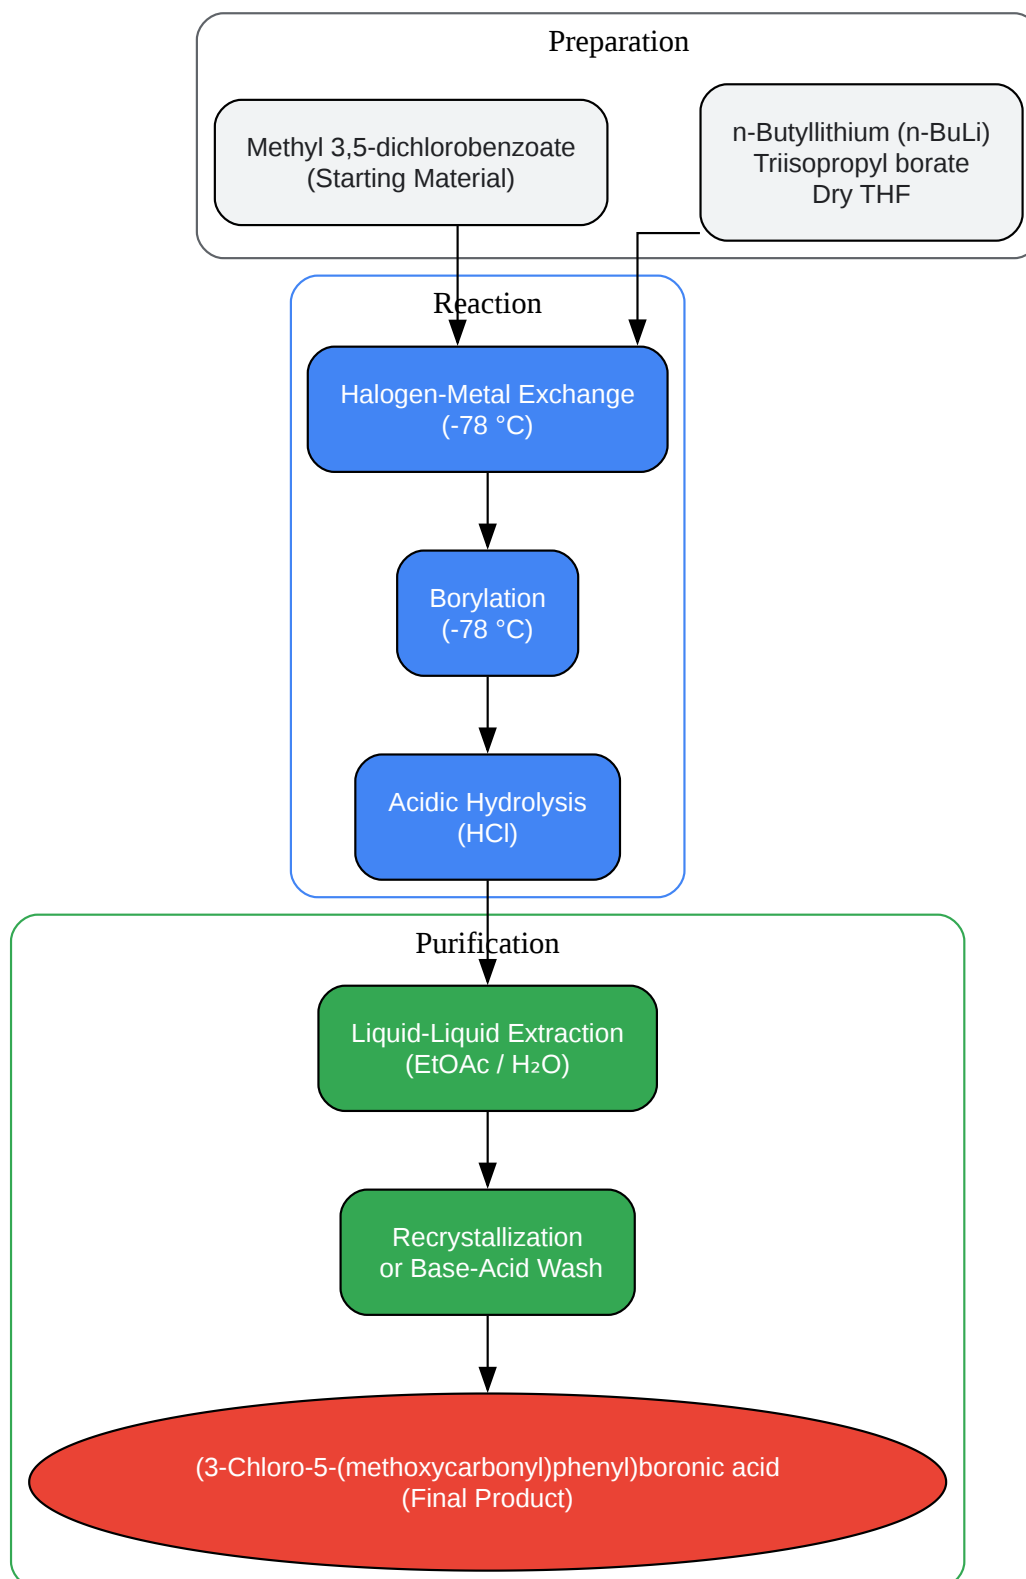 Preparation
Methyl 3,5-dichlorobenzoate
(Starting Material)
n-Butyllithium (n-BuLi)
Triisopropyl borate
Dry THF
Reaction
Halogen-Metal Exchange
(-78 °C)
Borylation
(-78 °C)
Acidic Hydrolysis
(HCl)
Purification
Liquid-Liquid Extraction
(EtOAc / H₂O)
Recrystallization
or Base-Acid Wash
(3-Chloro-5-(methoxycarbonyl)phenyl)boronic acid
(Final Product)